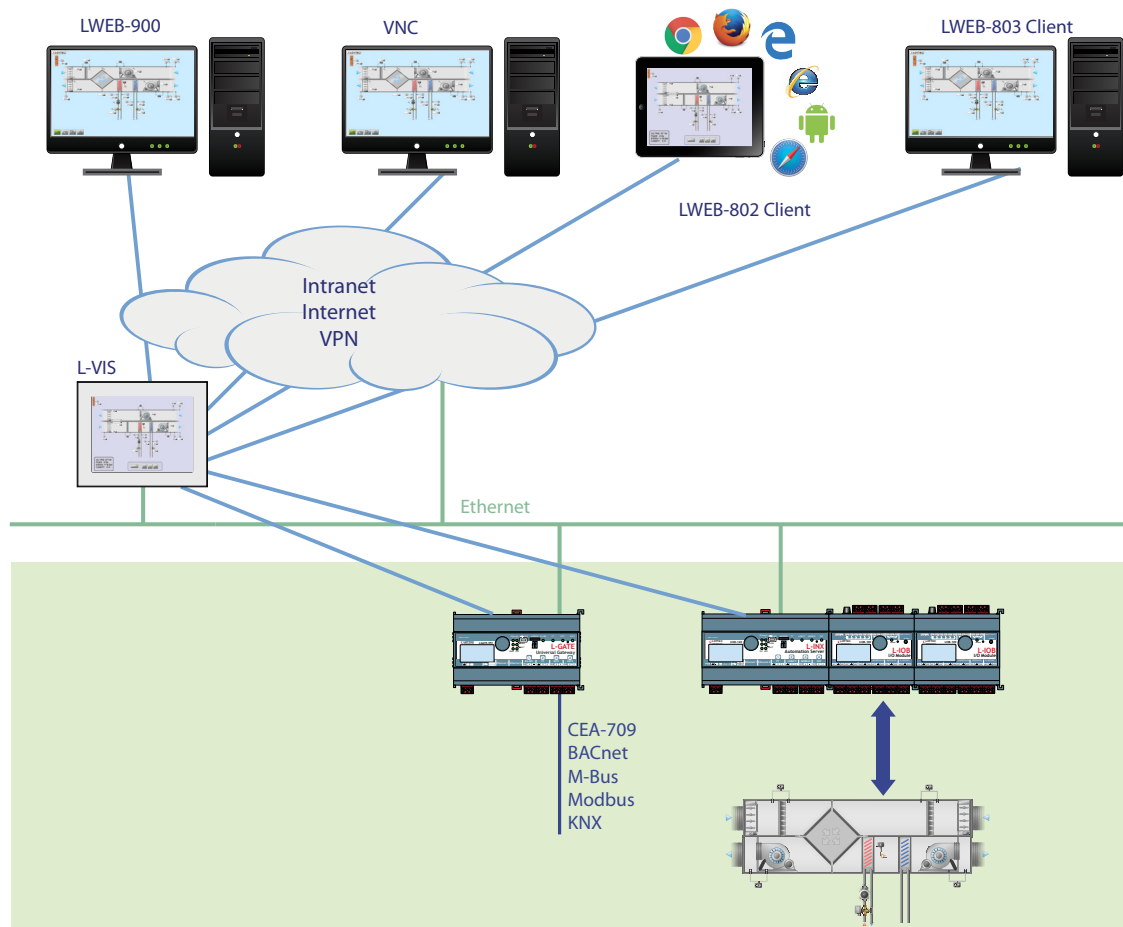 LWEB-900
VNC
LWEB-803 Client
LWEB-802 Client
Intranet
Internet
VPN
L-VIS
Ethernet
L-GATE
Universal Gateway
L-INX
Automation Server
L-IOB
I/O Module
L-IOB
I/O Module
CEA-709
BACnet
M-Bus
Modbus
KNX